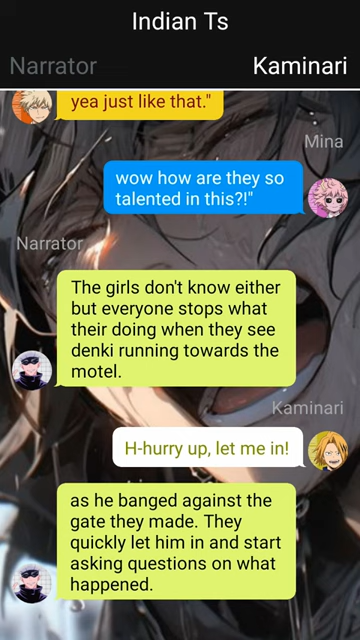 Indian Ts
Narrator
Kaminari
yea just like that."
Mina
wow how are they so
talented in this?!"
Narrator
The girls don't know either
but everyone stops what
their doing when they see
denki running towards the
motel.
Kaminari
H-hurry up, let me in!
as he banged against the
gate they made. They
quickly let him in and start
asking questions on what
happened.